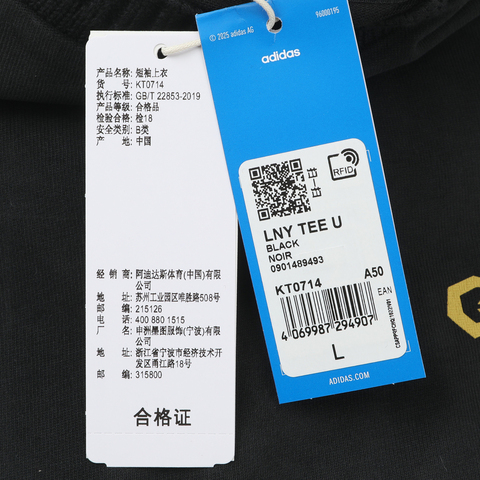 产品名称: 短袖上衣
货 号: KT0714
执行标准: GB/T 22853-2019
产品等级: 合格品
检验合格: 检18
安全类别: B类
产 地: 中国
经 销 商: 阿迪达斯体育(中国)有限
公司
地 址: 苏州工业园区唯胜路508号
邮 编: 215126
电 话: 400 880 1515
制 造 商: 申洲墨图服饰(宁波)有限
公司
地 址: 浙江省宁波市经济技术开
发区甬江路18号
邮 编: 315800
合格证
© 2025 adidas AG
96000195
adidas
RFID
LNY TEE U
BLACK
NOIR
0901489493
KT0714
A50
EAN
4 069987 294907
L
ADIDAS.COM